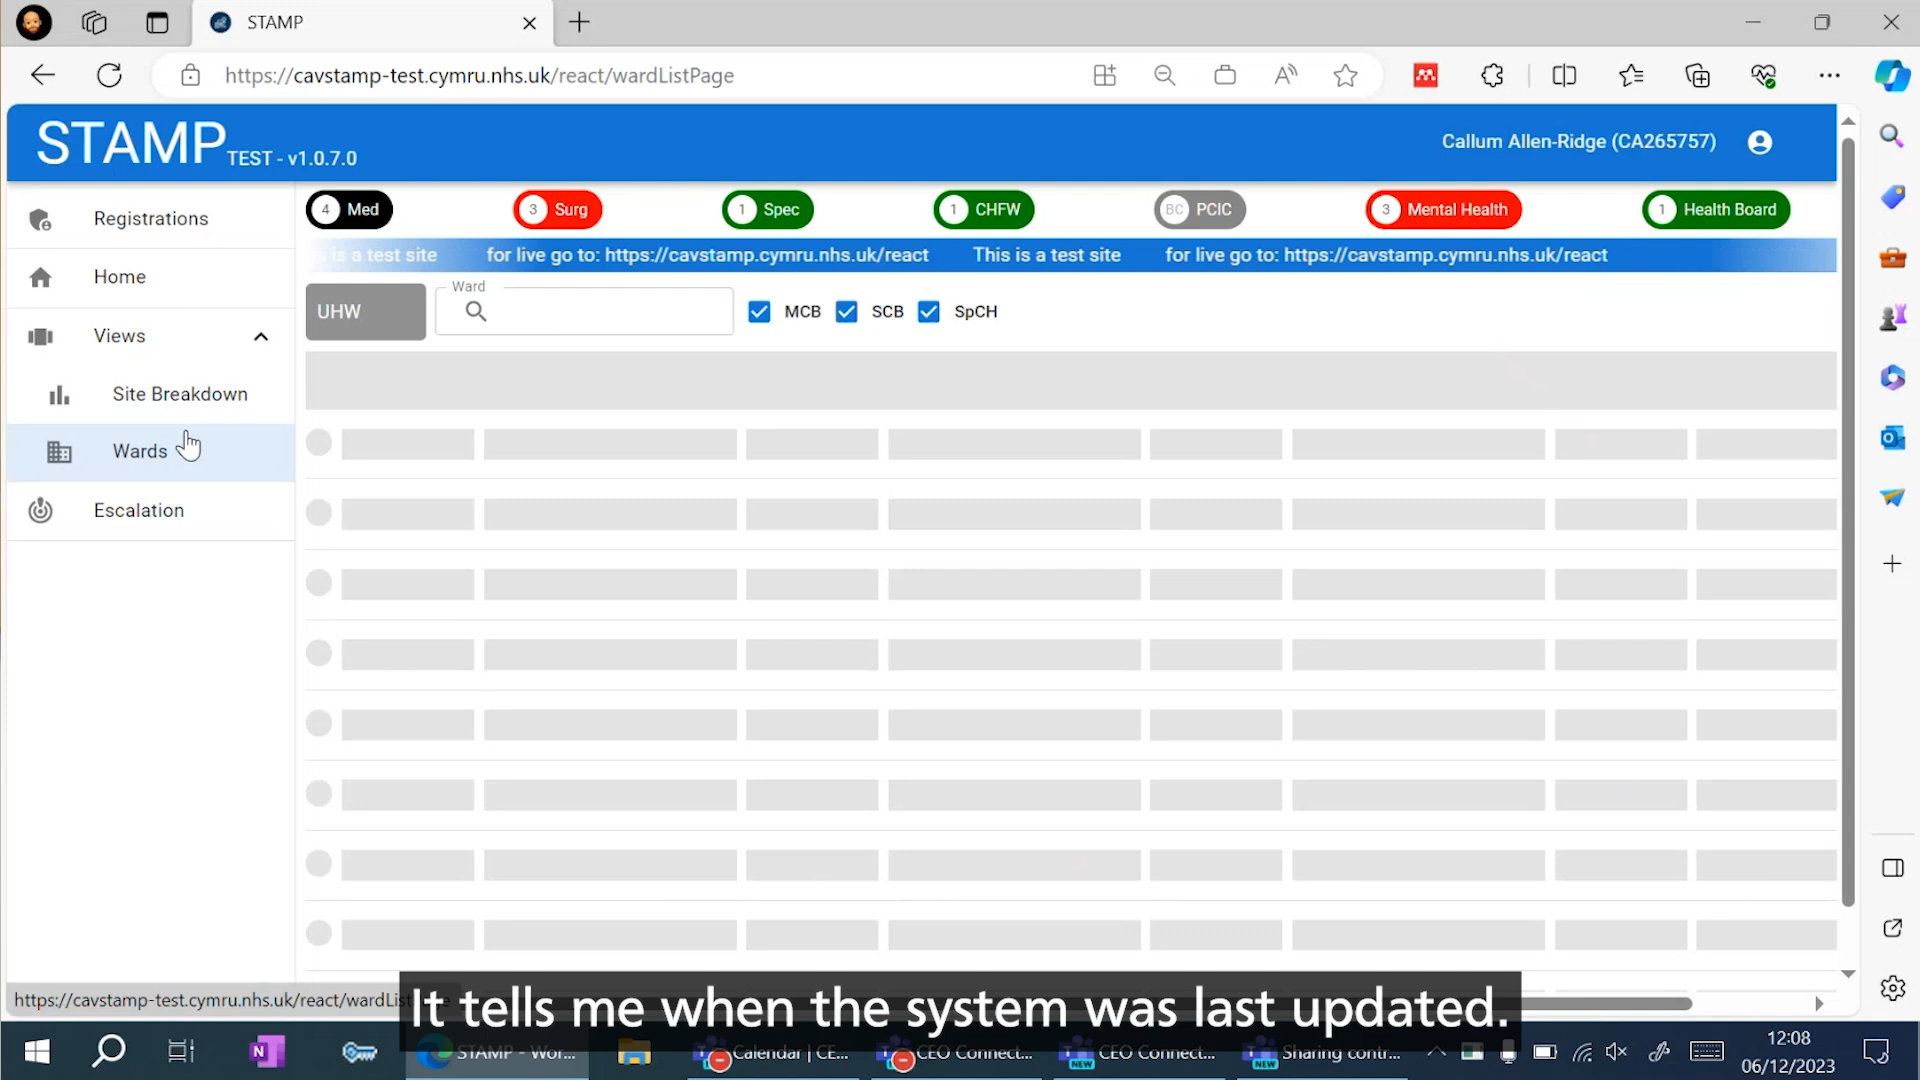 STAMP
https://cavstamp-test.cymru.nhs.uk/react/wardListPage
STAMP TEST - v1.0.7.0
Callum Allen-Ridge (CA265757)
Registrations
Home
Views
Site Breakdown
Wards
Escalation
4 Med
3 Surg
1 Spec
1 CHFW
BC PCIC
3 Mental Health
1 Health Board
is a test site for live go to: https://cavstamp.cymru.nhs.uk/react This is a test site for live go to: https://cavstamp.cymru.nhs.uk/react
UHW
Ward
MCB
SCB
SpCH
https://cavstamp-test.cymru.nhs.uk/react/wardLis
It tells me when the system was last updated.
STAMP - Wor...
Calendar | CE...
CEO Connect...
NEW
CEO Connect...
NEW
Sharing contr...
12:08
06/12/2023